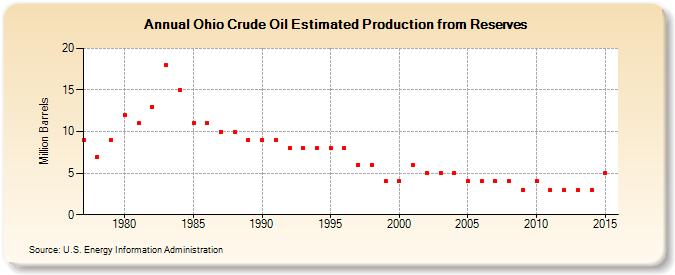 Annual Ohio Crude Oil Estimated Production from Reserves
Million Barrels
20
15
10
5
0
1980 1985 1990 1995 2000 2005 2010 2015
Source: U.S. Energy Information Administration